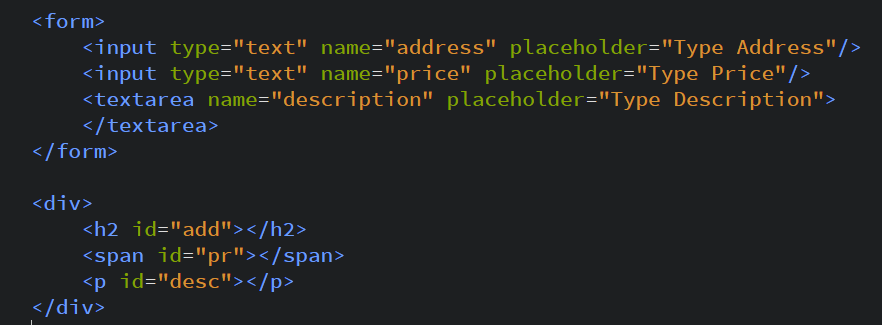 <form>
<input type="text" name="address" placeholder="Type Address"/>
<input type="text" name="price" placeholder="Type Price"/>
<textarea name="description" placeholder="Type Description">
</textarea>
</form>
<div>
<h2 id="add"></h2>
<span id="pr"></span>
<p id="desc"></p>
</div>